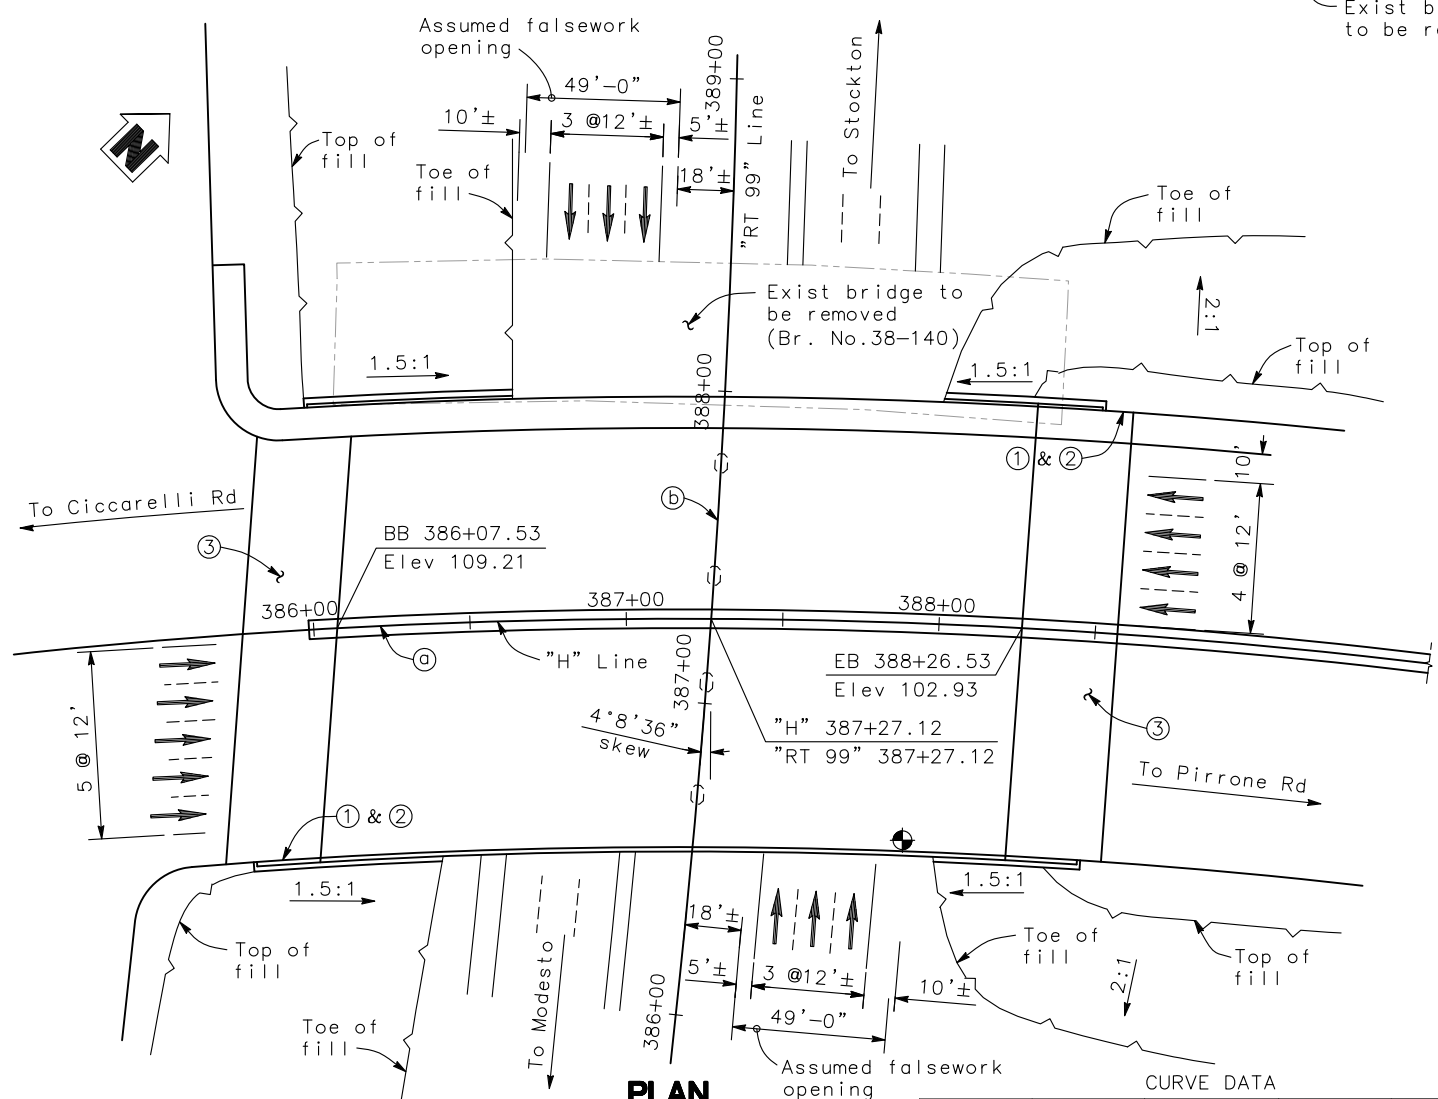 Exist b
to be r
Assumed falsework
opening
49'-0"
10'±
3 @12'±
5'±
18'±
389+00
"RT 99" Line
To Stockton
N
Top of
fill
Toe of
fill
Toe of
fill
2:1
Exist bridge to
be removed
(Br. No.38-140)
Top of
fill
1.5:1
1.5:1
388+00
1 & 2
10'
To Ciccarelli Rd
b
BB 386+07.53
Elev 109.21
3
4 @ 12'
386+00
387+00
388+00
a
"H" Line
387+00
EB 388+26.53
Elev 102.93
5 @ 12'
4°8'36"
skew
"H" 387+27.12
"RT 99" 387+27.12
3
To Pirrone Rd
1 & 2
1.5:1
1.5:1
18'±
Top of
fill
Toe of
fill
Top of
fill
5'±
3 @12'±
10'±
2:1
49'-0"
Toe of
fill
To Modesto
386+00
Assumed falsework
opening
PLAN
CURVE DATA